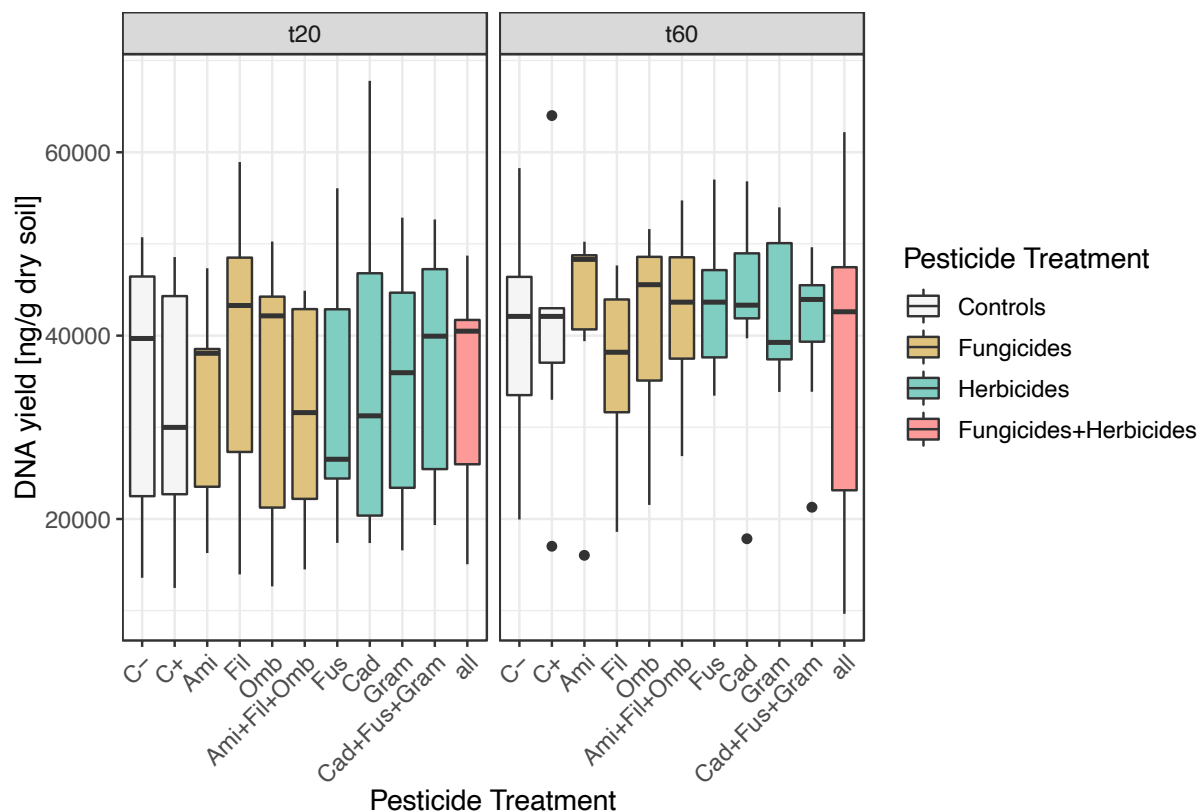 t20
t60
DNA yield [ng/g dry soil]
60000
40000
20000
C−
C+
Ami
Fil
Omb
Ami+Fil+Omb
Fus
Cad
Gram
Cad+Fus+Gram
all
C−
C+
Ami
Fil
Omb
Ami+Fil+Omb
Fus
Cad
Gram
Cad+Fus+Gram
all
Pesticide Treatment
Pesticide Treatment
Controls
Fungicides
Herbicides
Fungicides+Herbicides